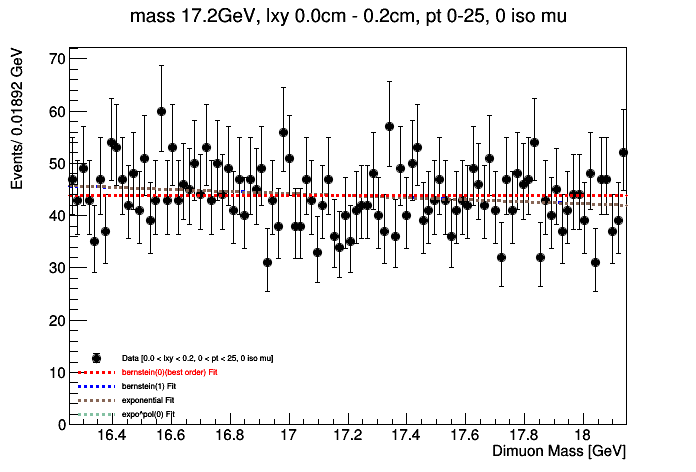 mass 17.2GeV, lxy 0.0cm - 0.2cm, pt 0-25, 0 iso mu
Events/ 0.01892 GeV
70
60
50
40
30
20
10
0
Data [0.0 < lxy < 0.2, 0 < pt < 25, 0 iso mu]
bernstein(0)(best order) Fit
bernstein(1) Fit
exponential Fit
expo*pol(0) Fit
16.4 16.6 16.8 17 17.2 17.4 17.6 17.8 18
Dimuon Mass [GeV]